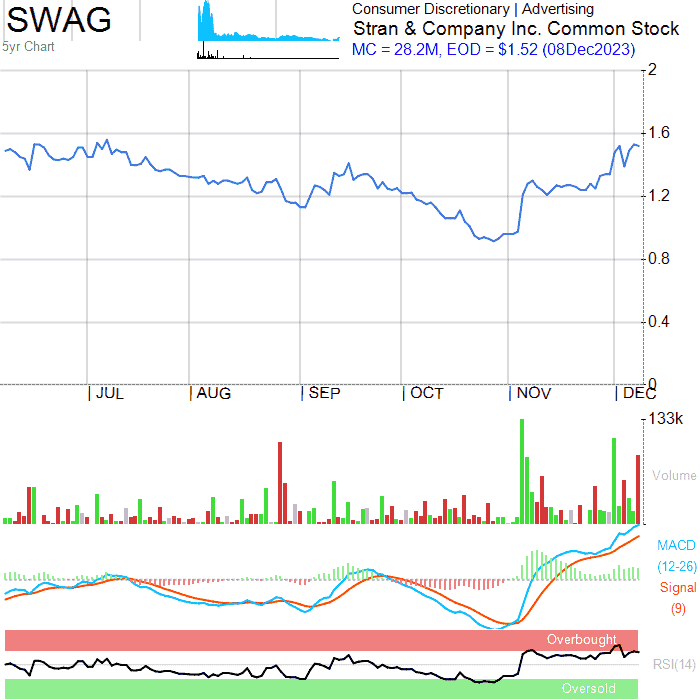 SWAG
5yr Chart
Consumer Discretionary | Advertising
Stran & Company Inc. Common Stock
MC = 28.2M, EOD = $1.52 (08Dec2023)
2
1.6
1.2
0.8
0.4
0
| JUL | AUG | SEP | OCT | NOV | DEC
133k
Volume
MACD
(12-26)
Signal
(9)
Overbought
RSI(14)
Oversold